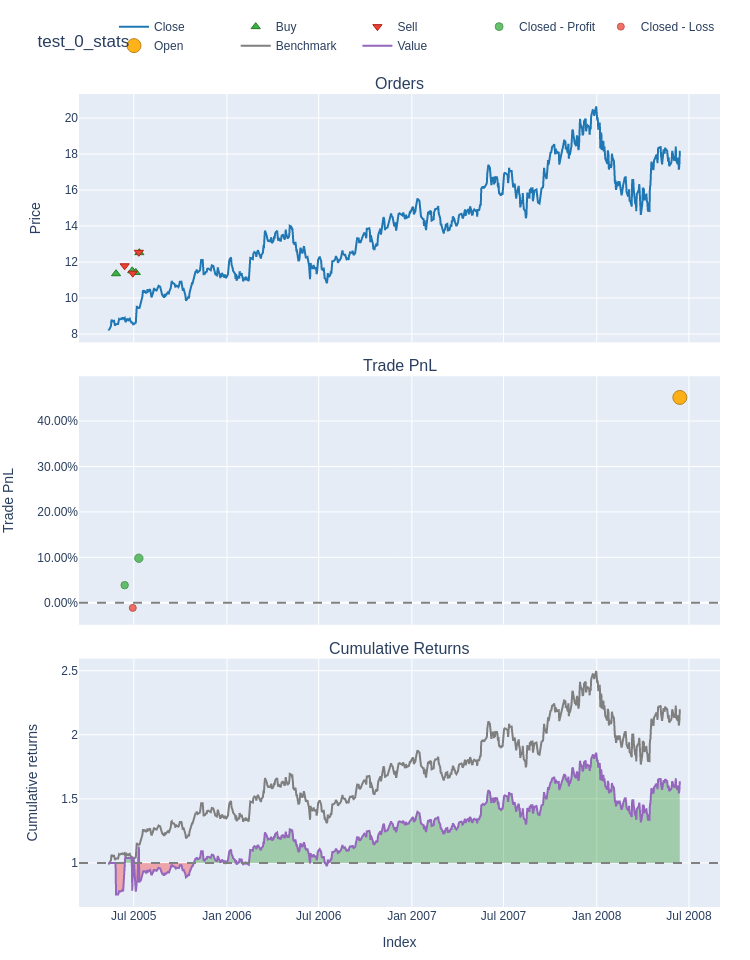 test_0_stats
Close
Buy
Sell
Closed - Profit
Closed - Loss
Open
Benchmark
Value
Orders
20
18
16
14
12
10
8
Price
Trade PnL
40.00%
30.00%
20.00%
10.00%
0.00%
Trade PnL
Cumulative Returns
2.5
2
1.5
1
Cumulative returns
Jul 2005
Jan 2006
Jul 2006
Jan 2007
Jul 2007
Jan 2008
Jul 2008
Index